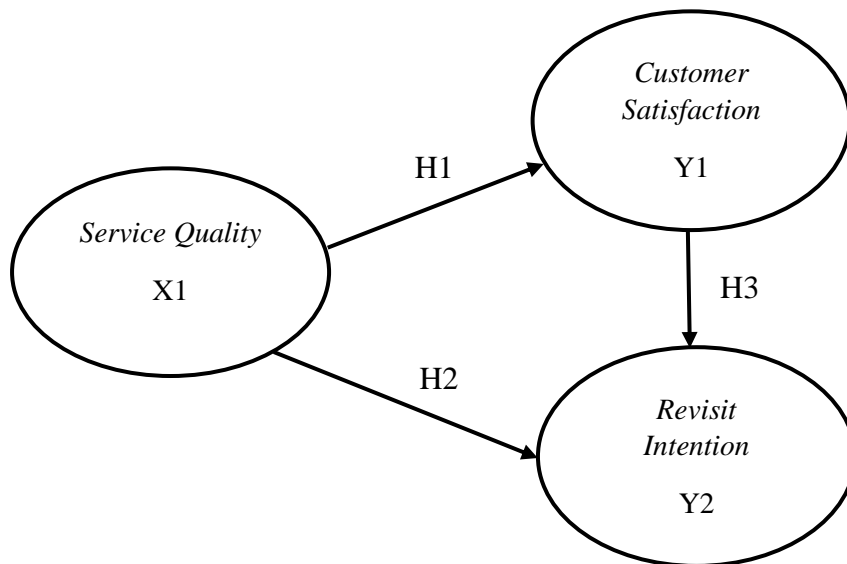 Customer
Satisfaction
Y1
H1
Service Quality
X1
H3
H2
Revisit
Intention
Y2